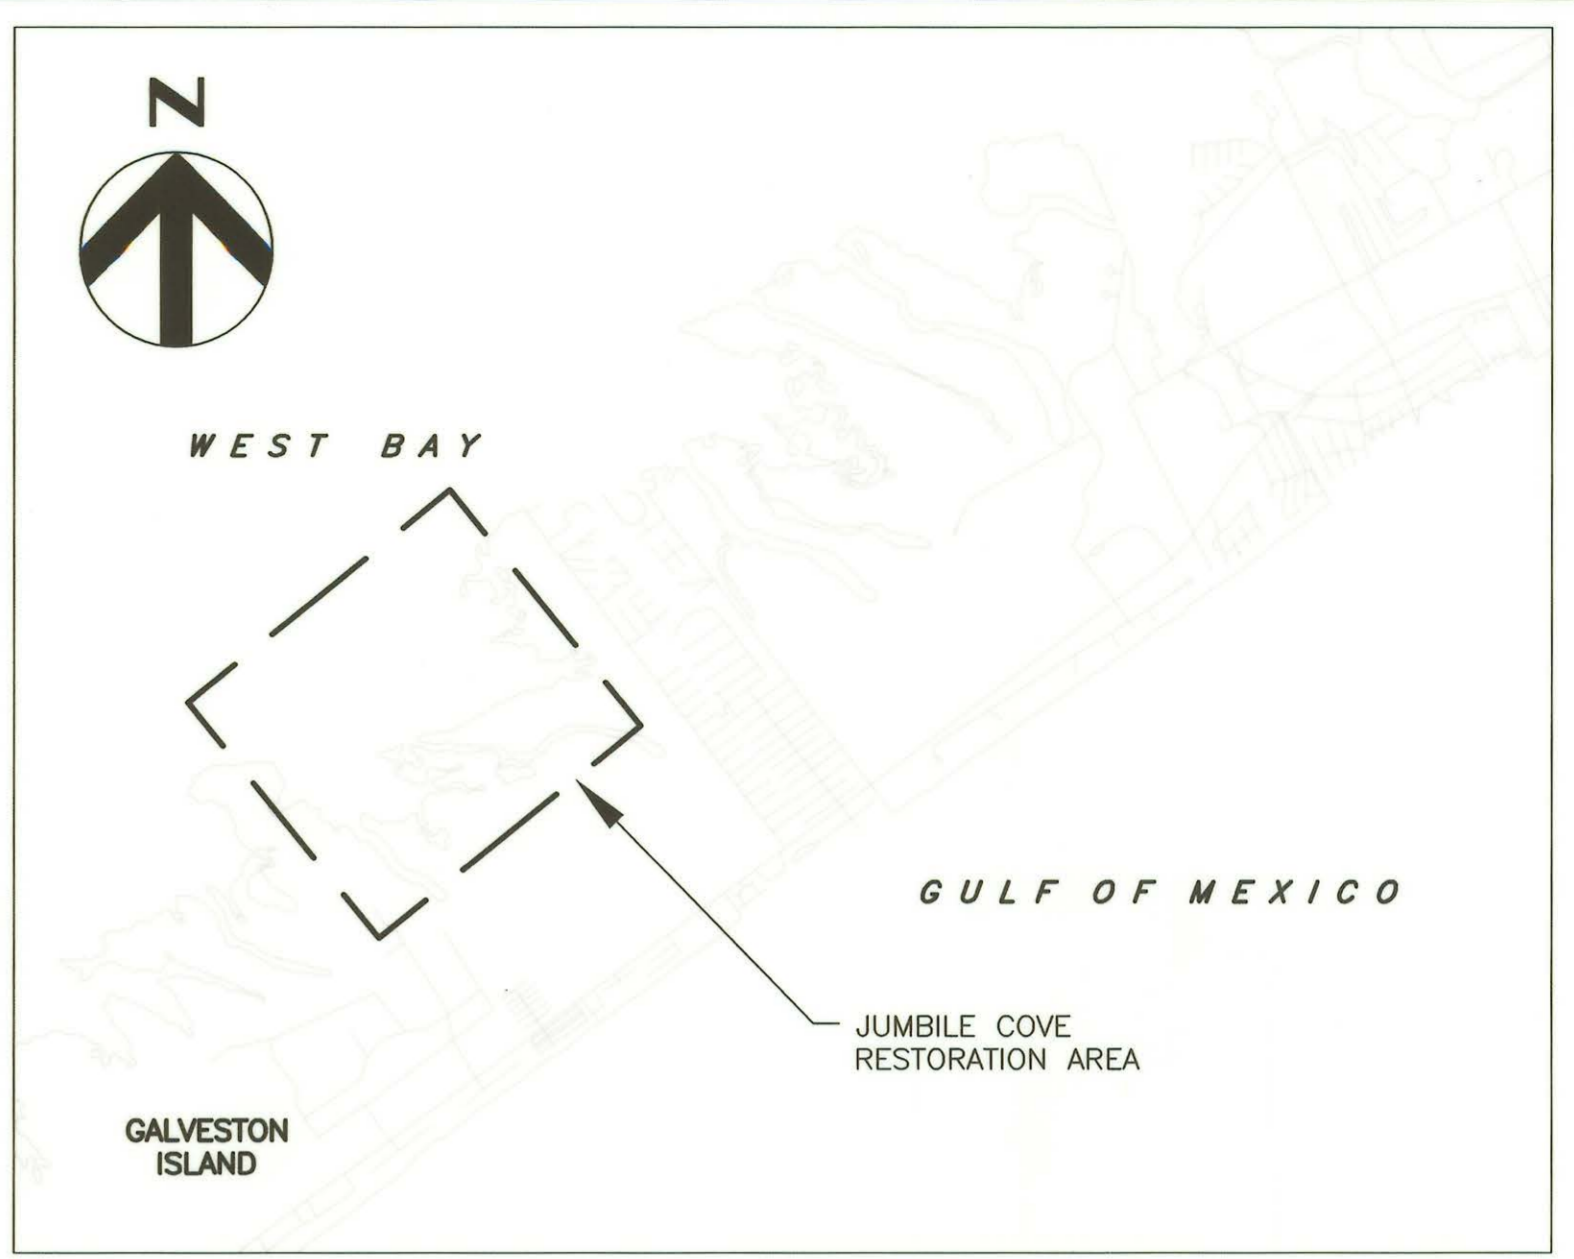 N
WEST BAY
GULF OF MEXICO
JUMBILE COVE
RESTORATION AREA
GALVESTON
ISLAND